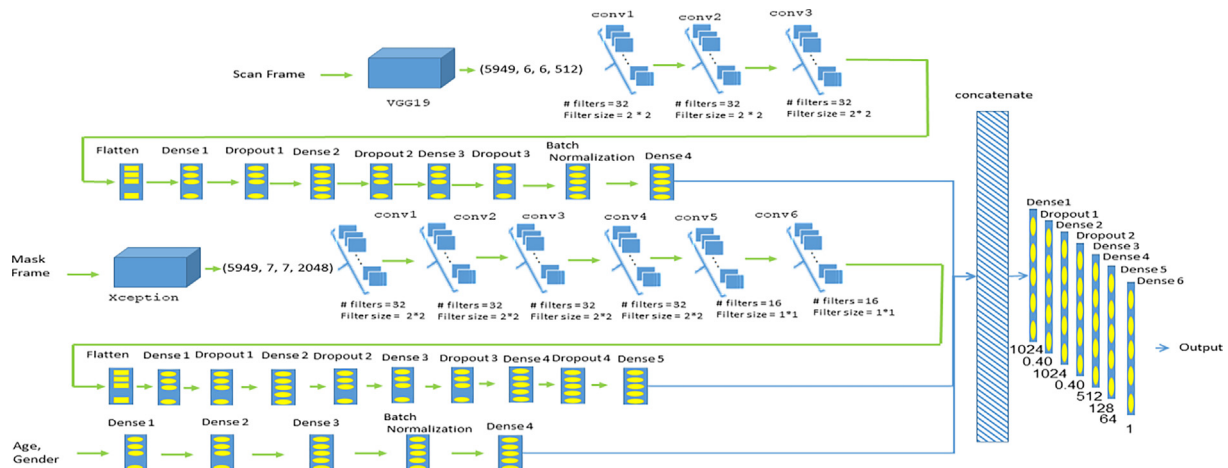 conv1 conv2 conv3
Scan Frame
VGG19
(5949, 6, 6, 512)
# filters =32 # filters =32 # filters =32
Filter size = 2 * 2 Filter size = 2 * 2 Filter size = 2* 2
concatenate
Flatten Dense 1 Dropout 1 Dense 2 Dropout 2 Dense 3 Dropout 3 Batch Normalization Dense 4
conv1 conv2 conv3 conv4 conv5 conv6
Mask
Frame
Xception
(5949, 7, 7, 2048)
# filters =32 # filters =32 # filters =32 # filters =32 # filters =16 # filters =16
Filter size = 2*2 Filter size = 2*2 Filter size = 2*2 Filter size = 2*2 Filter size = 1*1 Filter size = 1*1
Dense1
Dropout 1
Dense 2
Dropout 2
Dense 3
Dense 4
Dense 5
Dense 6
1024
0.40
1024
0.40
512
128
64
1
Output
Flatten Dense 1 Dropout 1 Dense 2 Dropout 2 Dense 3 Dropout 3 Dense 4 Dropout 4 Dense 5
Age,
Gender
Dense 1 Dense 2 Dense 3 Batch Normalization Dense 4